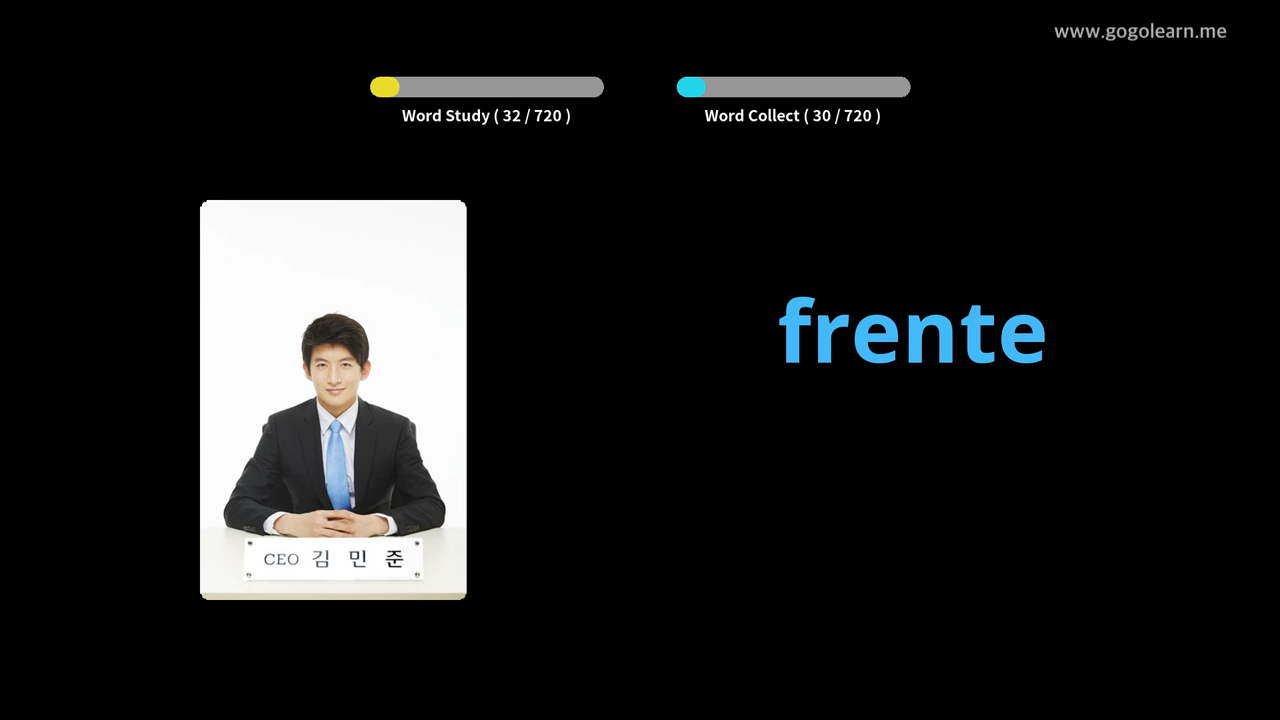 www.gogolearn.me
Word Study ( 32 / 720 )
Word Collect ( 30 / 720 )
frente
CEO 김 민 준